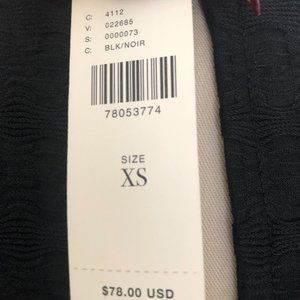 C: 4112
V: 022685
S: 0000073
C: BLK/NOIR
78053774
SIZE
XS
$78.00 USD